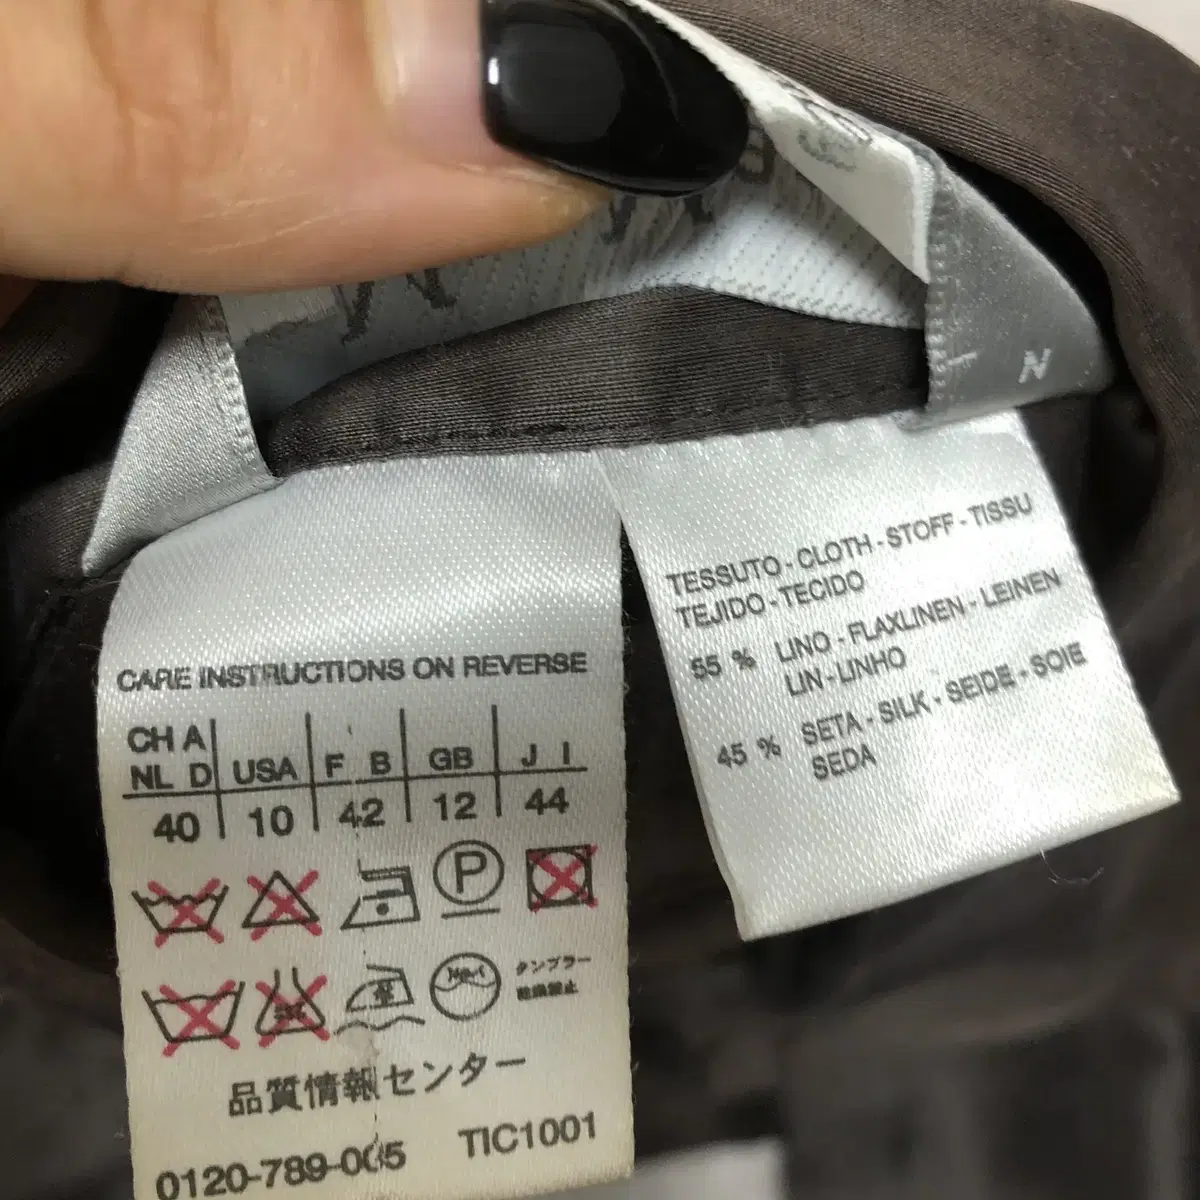 N
CARE INSTRUCTIONS ON REVERSE
CH A USA F B GB J I
NL D
40 10 42 12 44
P
タンブラー
乾燥禁止
品質情報センター
0120-789-005 TIC1001
TESSUTO - CLOTH - STOFF - TISSU
TEJIDO - TECIDO
55 % LINO - FLAXLINEN - LEINEN
LIN - LINHO
45 % SETA - SILK - SEIDE - SOIE
SEDA